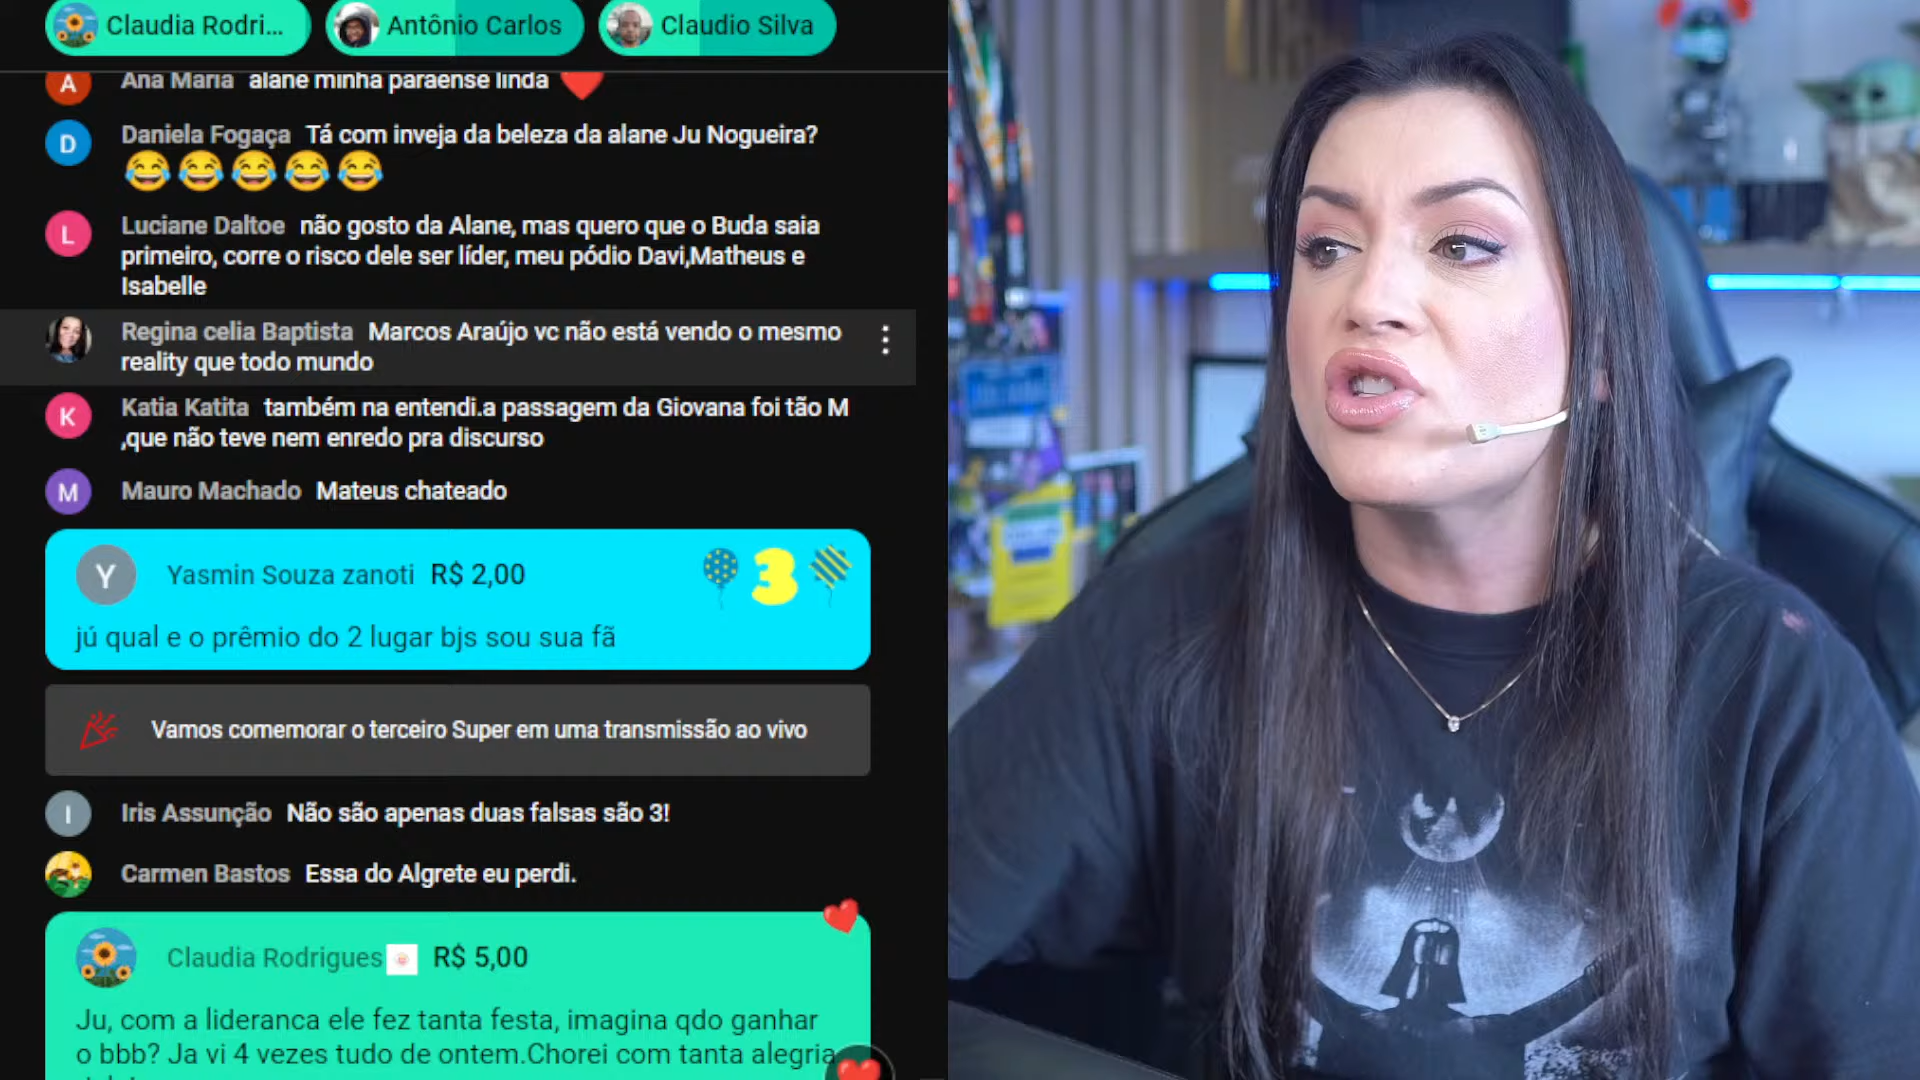 Claudia Rodri...
Antônio Carlos
Claudio Silva
A
Ana Maria alane minha paraense linda
D
Daniela Fogaça Tá com inveja da beleza da alane Ju Nogueira?
L
Luciane Daltoe não gosto da Alane, mas quero que o Buda saia
primeiro, corre o risco dele ser líder, meu pódio Davi,Matheus e
Isabelle
Regina celia Baptista Marcos Araújo vc não está vendo o mesmo
reality que todo mundo
K
Katia Katita também na entendi.a passagem da Giovana foi tão M
,que não teve nem enredo pra discurso
M
Mauro Machado Mateus chateado
Y
Yasmin Souza zanoti R$ 2,00
3
jú qual e o prêmio do 2 lugar bjs sou sua fã
Vamos comemorar o terceiro Super em uma transmissão ao vivo
I
Iris Assunção Não são apenas duas falsas são 3!
Carmen Bastos Essa do Algrete eu perdi.
Claudia Rodrigues R$ 5,00
Ju, com a lideranca ele fez tanta festa, imagina qdo ganhar
o bbb? Ja vi 4 vezes tudo de ontem.Chorei com tanta alegria